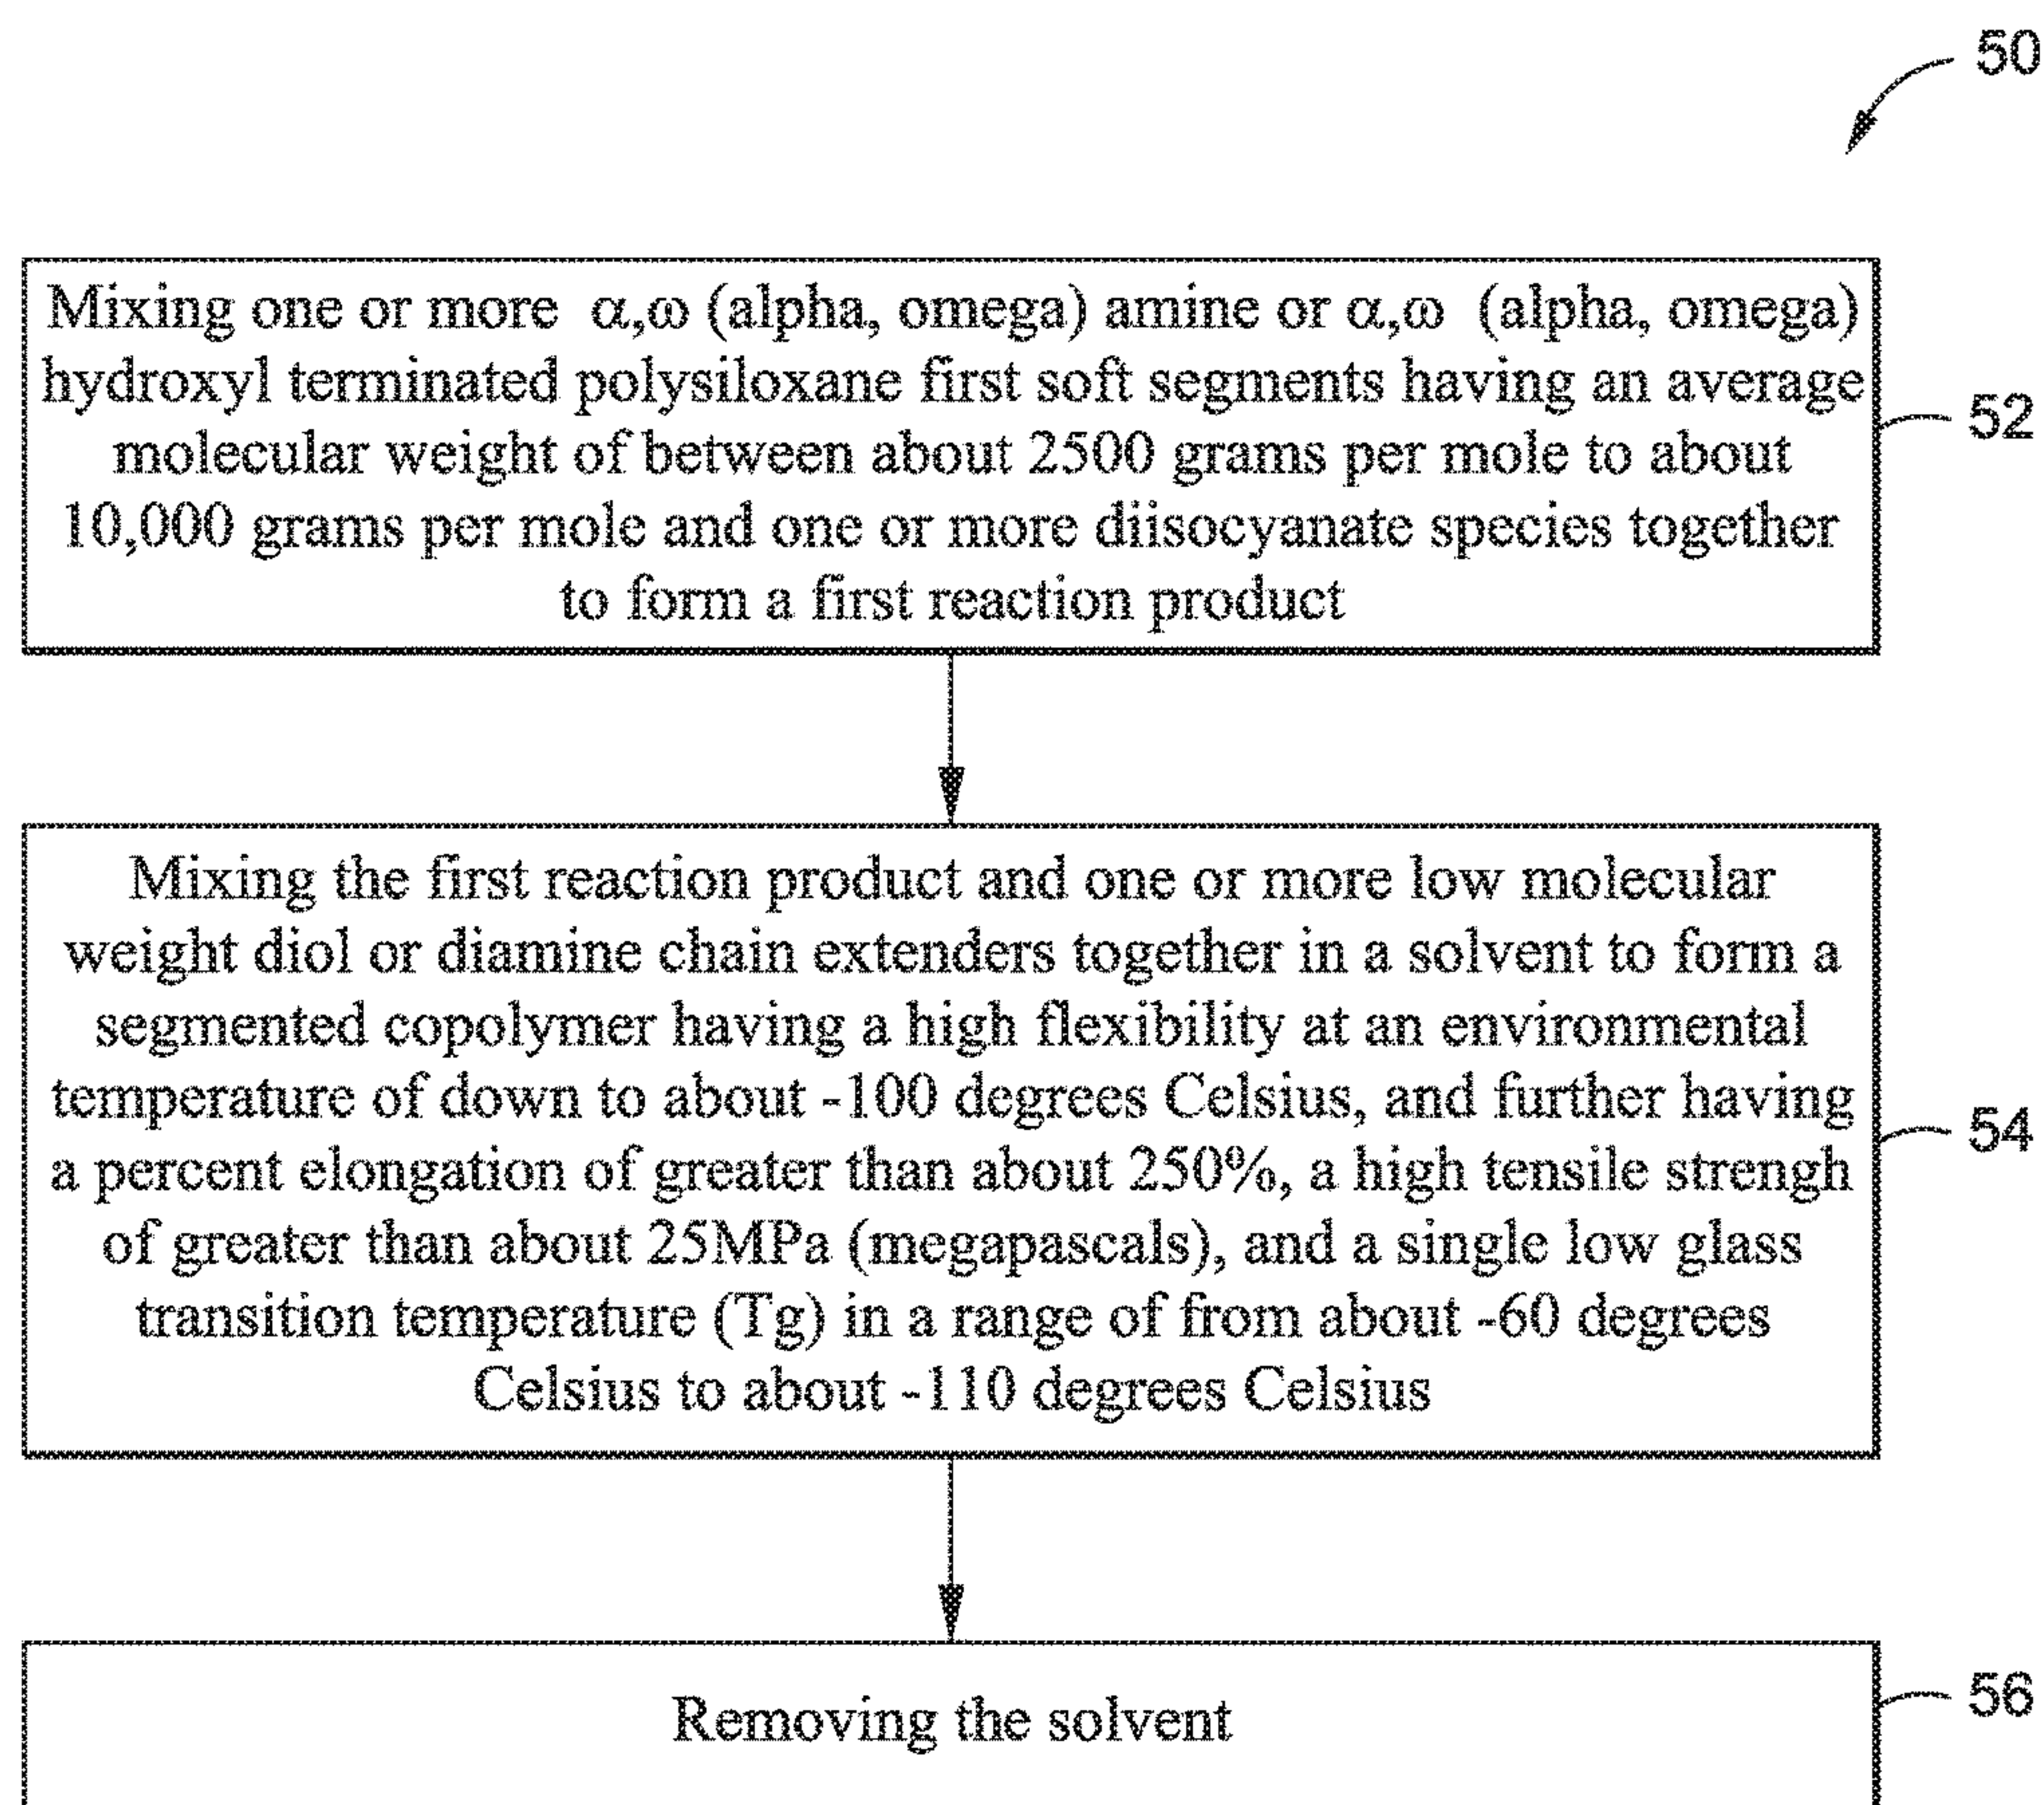 50
Mixing one or more α,ω (alpha, omega) amine or α,ω (alpha, omega)
hydroxyl terminated polysiloxane first soft segments having an average
molecular weight of between about 2500 grams per mole to about
10,000 grams per mole and one or more diisocyanate species together
to form a first reaction product
52
Mixing the first reaction product and one or more low molecular
weight diol or diamine chain extenders together in a solvent to form a
segmented copolymer having a high flexibility at an environmental
temperature of down to about -100 degrees Celsius, and further having
a percent elongation of greater than about 250%, a high tensile strengh
of greater than about 25MPa (megapascals), and a single low glass
transition temperature (Tg) in a range of from about -60 degrees
Celsius to about -110 degrees Celsius
54
Removing the solvent
56